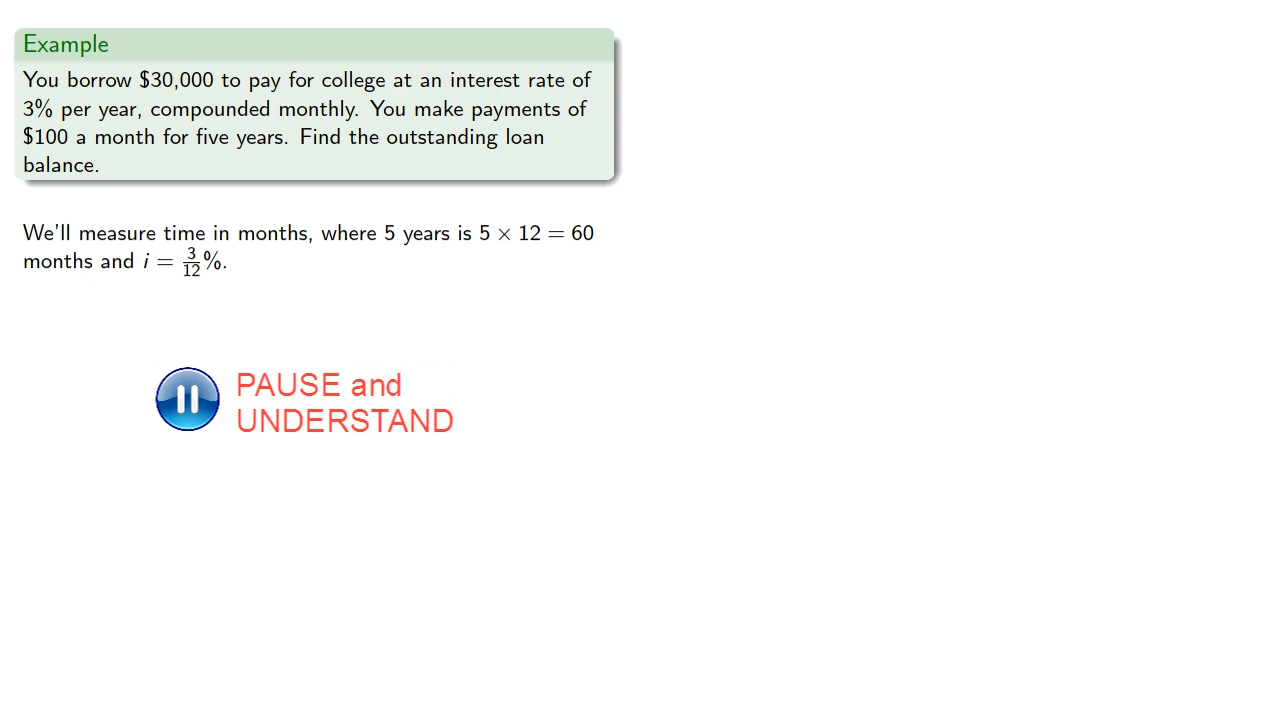 Example
You borrow $30,000 to pay for college at an interest rate of
3% per year, compounded monthly. You make payments of
$100 a month for five years. Find the outstanding loan
balance.
We'll measure time in months, where 5 years is 5 × 12 = 60
months and i = 3/12%.
PAUSE and
UNDERSTAND